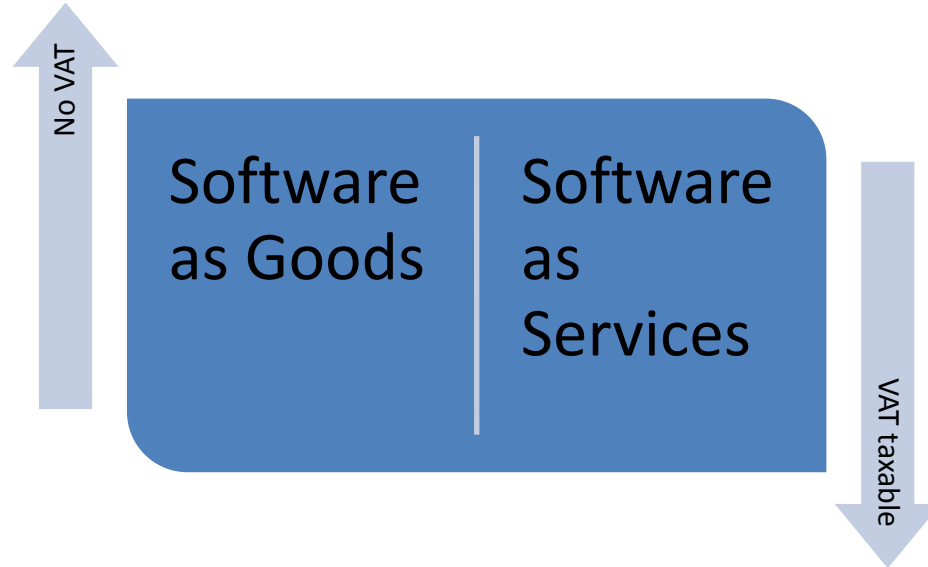 No VAT
Software
as Goods
Software
as
Services
VAT taxable